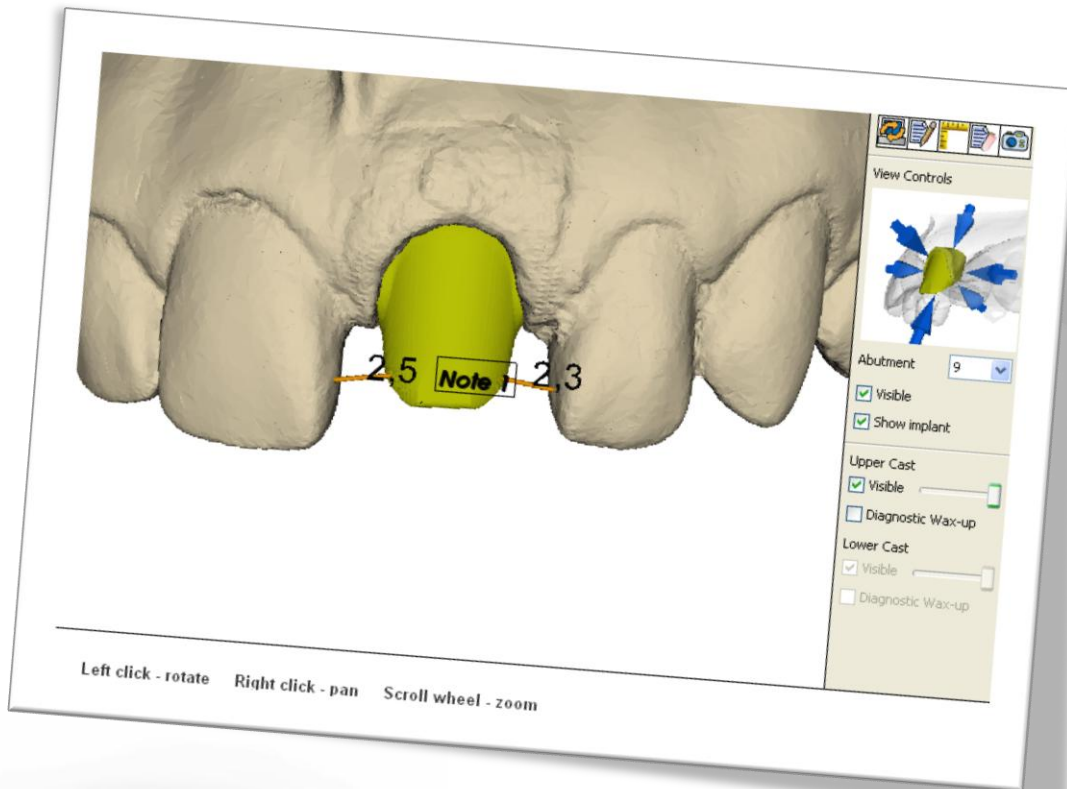 View Controls
2,5
Note 1
2,3
Abutment 9
Visible
Show implant
Upper Cast
Visible
Diagnostic Wax-up
Lower Cast
Visible
Diagnostic Wax-up
Left click - rotate Right click - pan Scroll wheel - zoom